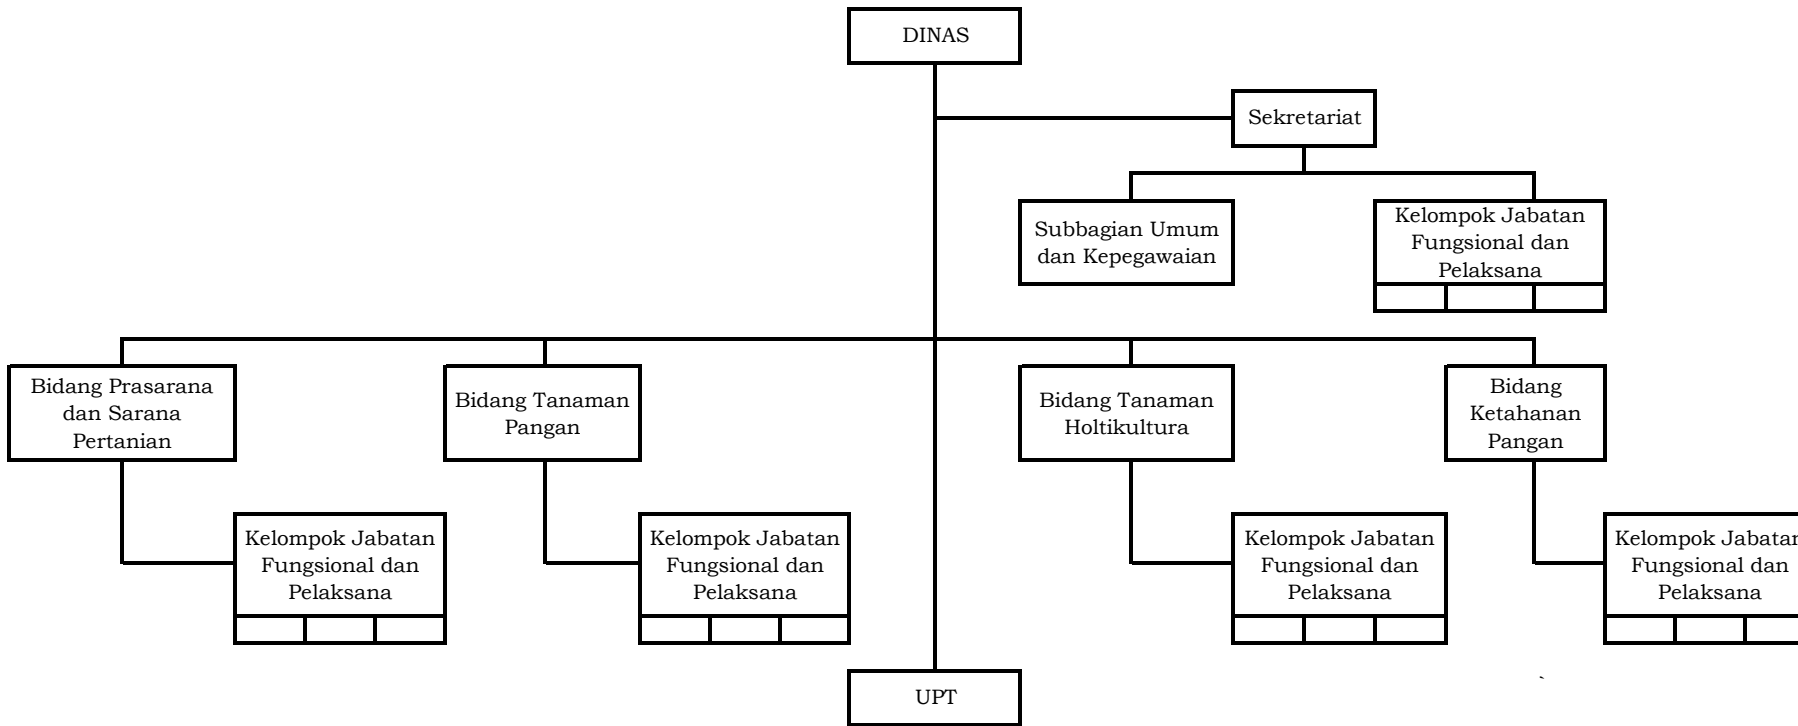 DINAS
Sekretariat
Subbagian Umum
dan Kepegawaian
Kelompok Jabatan
Fungsional dan
Pelaksana
Bidang Prasarana
dan Sarana
Pertanian
Bidang Tanaman
Pangan
Bidang Tanaman
Holtikultura
Bidang
Ketahanan
Pangan
Kelompok Jabatan
Fungsional dan
Pelaksana
Kelompok Jabatan
Fungsional dan
Pelaksana
Kelompok Jabatan
Fungsional dan
Pelaksana
Kelompok Jabatan
Fungsional dan
Pelaksana
UPT
`